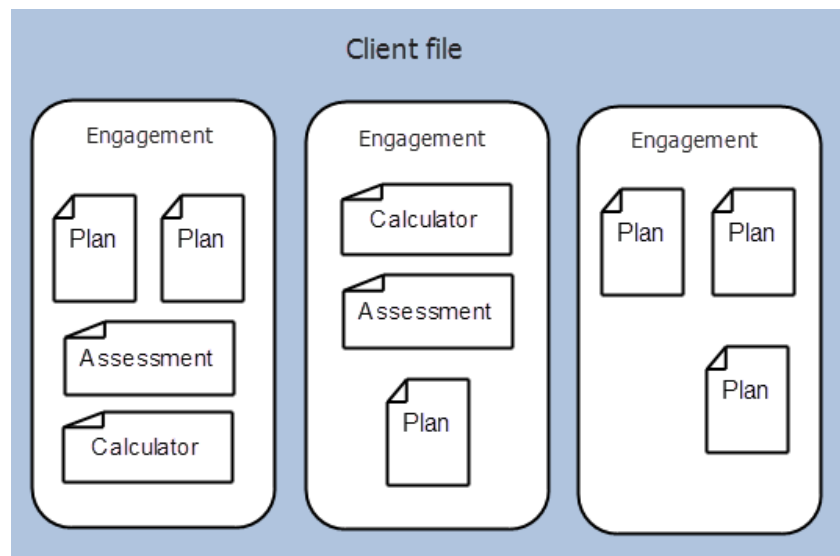 Client file
Engagement
Plan
Plan
Assessment
Calculator
Engagement
Calculator
Assessment
Plan
Engagement
Plan
Plan
Plan